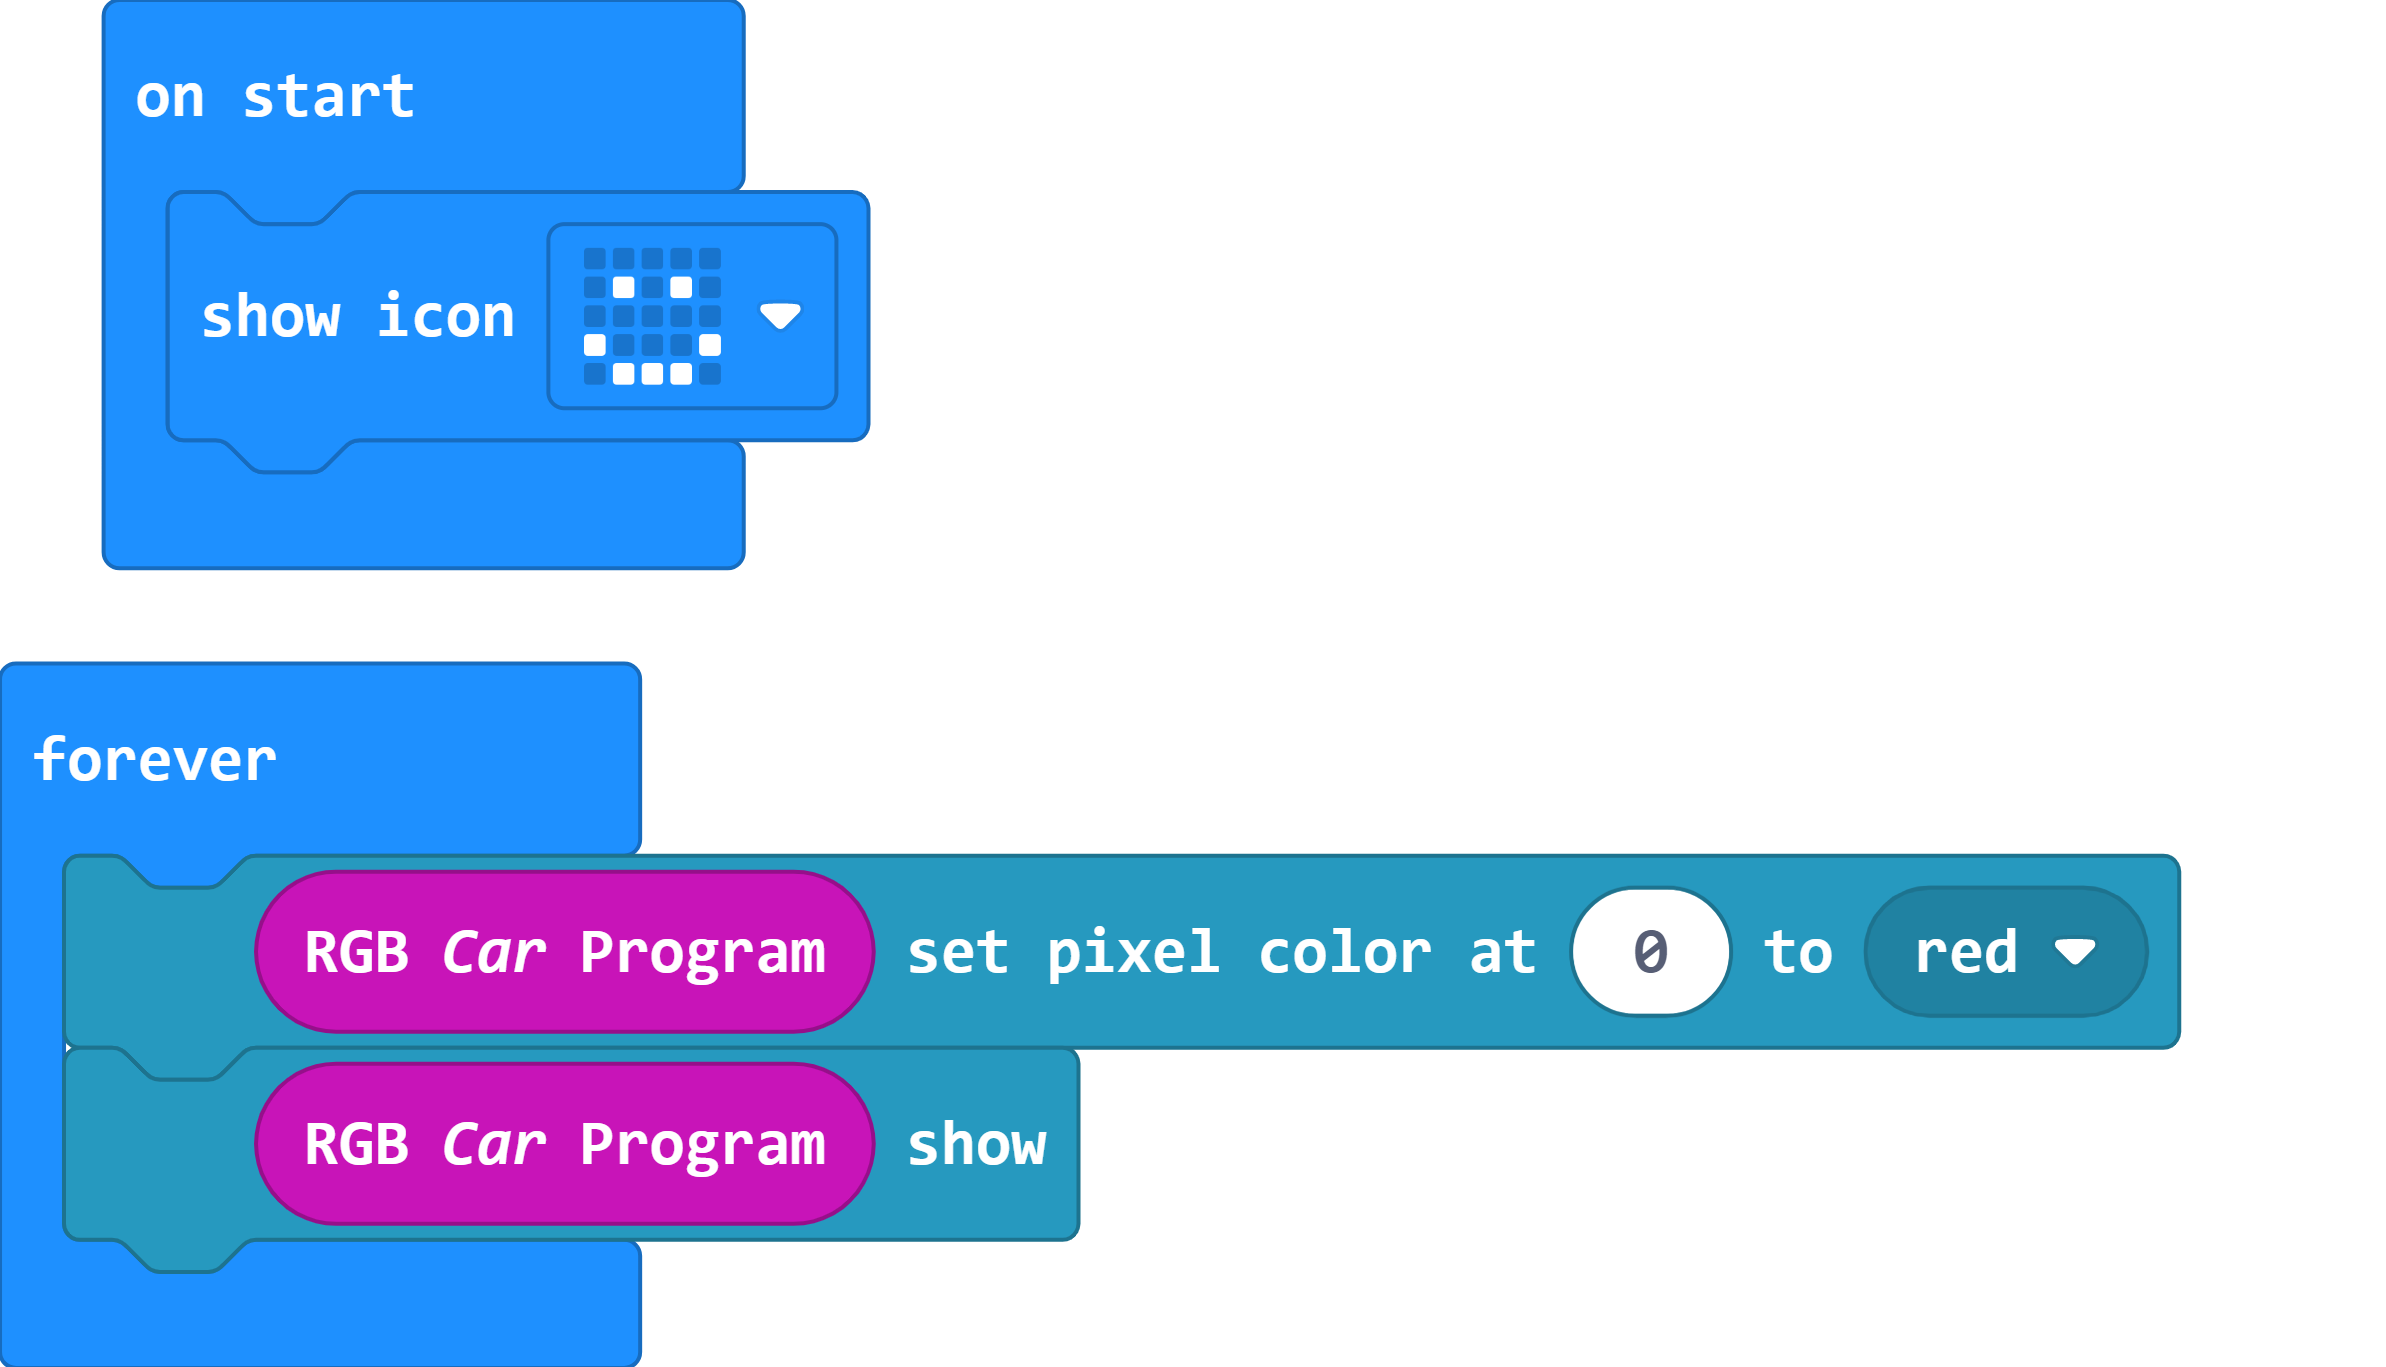 on start
show icon
forever
RGB Car Program set pixel color at 0 to red
RGB Car Program show